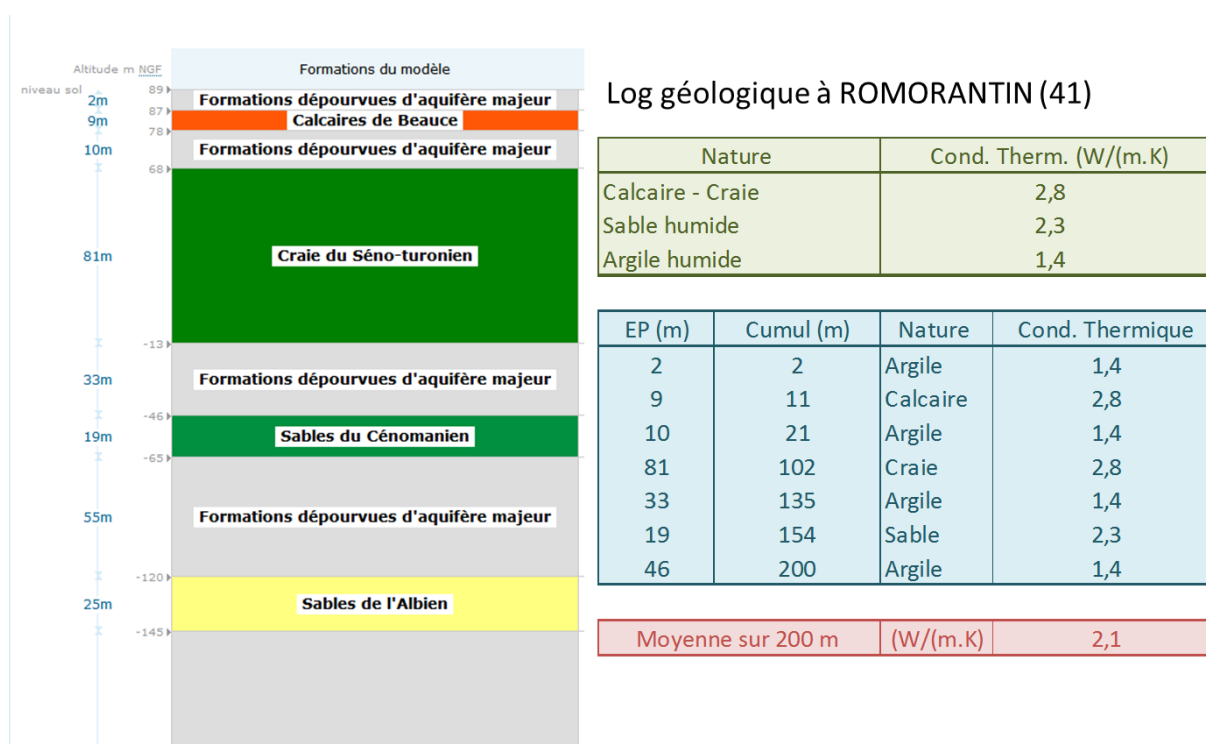 Altitude m NGF
Formations du modèle
niveau sol
89
2m
Formations dépourvues d'aquifère majeur
87
9m
Calcaires de Beauce
78
10m
Formations dépourvues d'aquifère majeur
68
81m
Craie du Séno-turonien
-13
33m
Formations dépourvues d'aquifère majeur
-46
19m
Sables du Cénomanien
-65
55m
Formations dépourvues d'aquifère majeur
-120
25m
Sables de l'Albien
-145
Log géologique à ROMORANTIN (41)
Nature Cond. Therm. (W/(m.K)
Calcaire - Craie 2,8
Sable humide 2,3
Argile humide 1,4
EP (m) Cumul (m) Nature Cond. Thermique
2 2 Argile 1,4
9 11 Calcaire 2,8
10 21 Argile 1,4
81 102 Craie 2,8
33 135 Argile 1,4
19 154 Sable 2,3
46 200 Argile 1,4
Moyenne sur 200 m (W/(m.K) 2,1